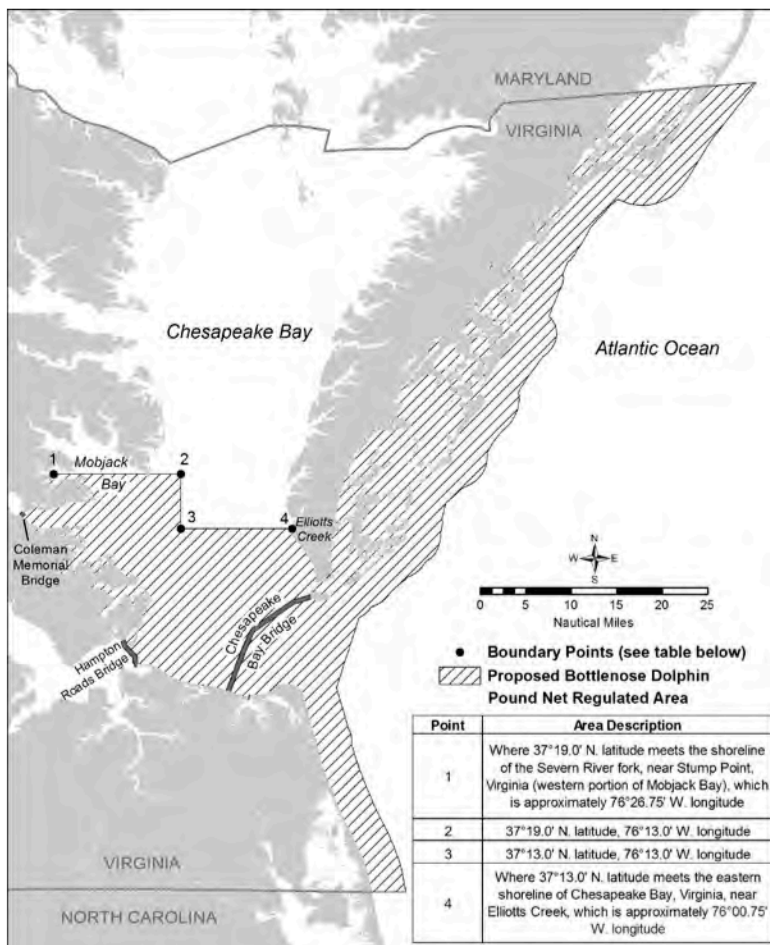 MARYLAND
VIRGINIA
Chesapeake Bay
Atlantic Ocean
1
Mobjack
Bay
2
3
4
Elliotts
Creek
Coleman
Memorial
Bridge
Hampton
Roads Bridge
Chesapeake
Bay Bridge
N
W E
S
0 5 10 15 20 25
Nautical Miles
Boundary Points (see table below)
Proposed Bottlenose Dolphin
Pound Net Regulated Area
Point Area Description
1 Where 37°19.0' N. latitude meets the shoreline
of the Severn River fork, near Stump Point,
Virginia (western portion of Mobjack Bay), which
is approximately 76°26.75' W. longitude
2 37°19.0' N. latitude, 76°13.0' W. longitude
3 37°13.0' N. latitude, 76°13.0' W. longitude
4 Where 37°13.0' N. latitude meets the eastern
shoreline of Chesapeake Bay, Virginia, near
Elliotts Creek, which is approximately 76°00.75'
W. longitude
VIRGINIA
NORTH CAROLINA